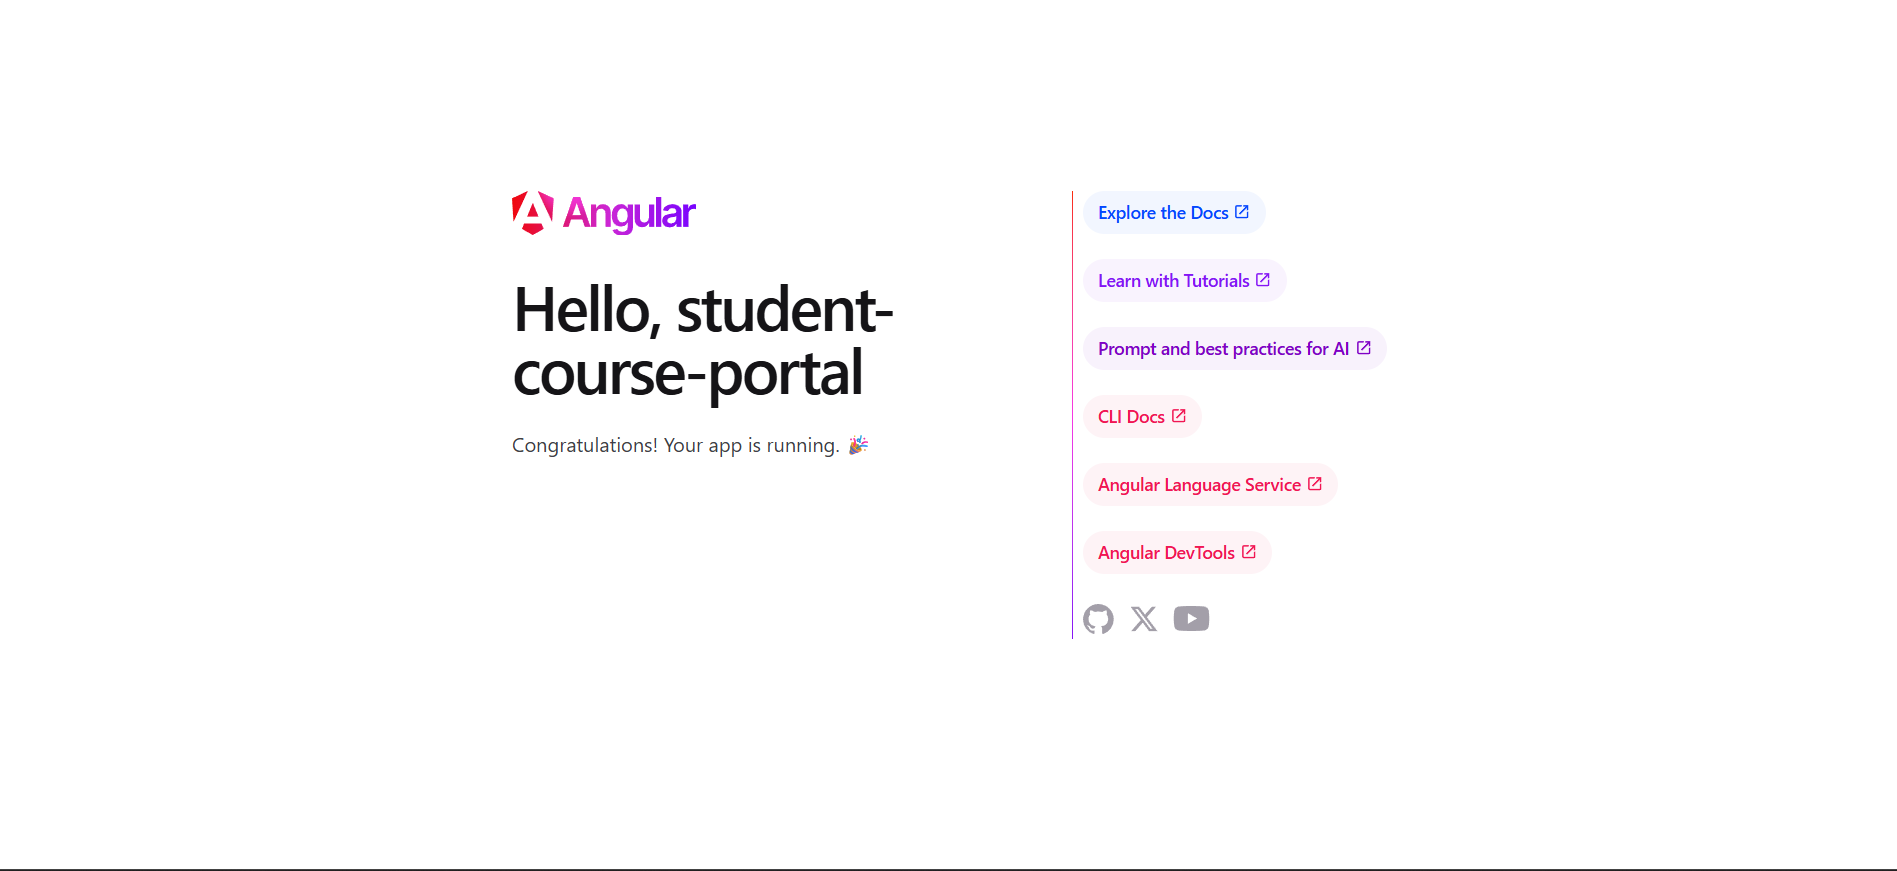 Angular
Hello, student-
course-portal
Congratulations! Your app is running. 🎉
Explore the Docs
Learn with Tutorials
Prompt and best practices for AI
CLI Docs
Angular Language Service
Angular DevTools